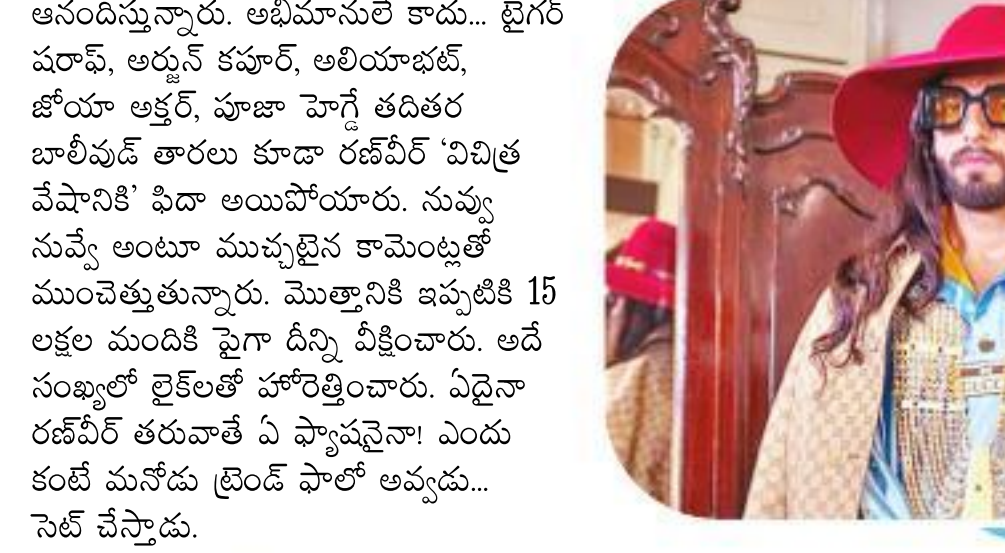 ఆనందిస్తున్నారు. అభిమానులే కాదు... టైగర్
షరాఫ్, అర్జున్ కపూర్, అలియాభట్,
జోయా అక్తర్, పూజా హెగ్డే తదితర
బాలీవుడ్ తారలు కూడా రణ్‌వీర్ ‘విచిత్ర
వేషానికి’ ఫిదా అయిపోయారు. నువ్వు
నువ్వే అంటూ ముచ్చటైన కామెంట్లతో
ముంచెత్తుతున్నారు. మొత్తానికి ఇప్పటికి 15
లక్షల మందికి పైగా దీన్ని వీక్షించారు. అదే
సంఖ్యలో లైక్‌లతో హోరెత్తించారు. ఏదైనా
రణ్‌వీర్ తరువాతే ఏ ఫ్యాషనైనా! ఎందు
కంటే మనోడు ట్రెండ్ ఫాలో అవ్వడు...
సెట్ చేస్తాడు.